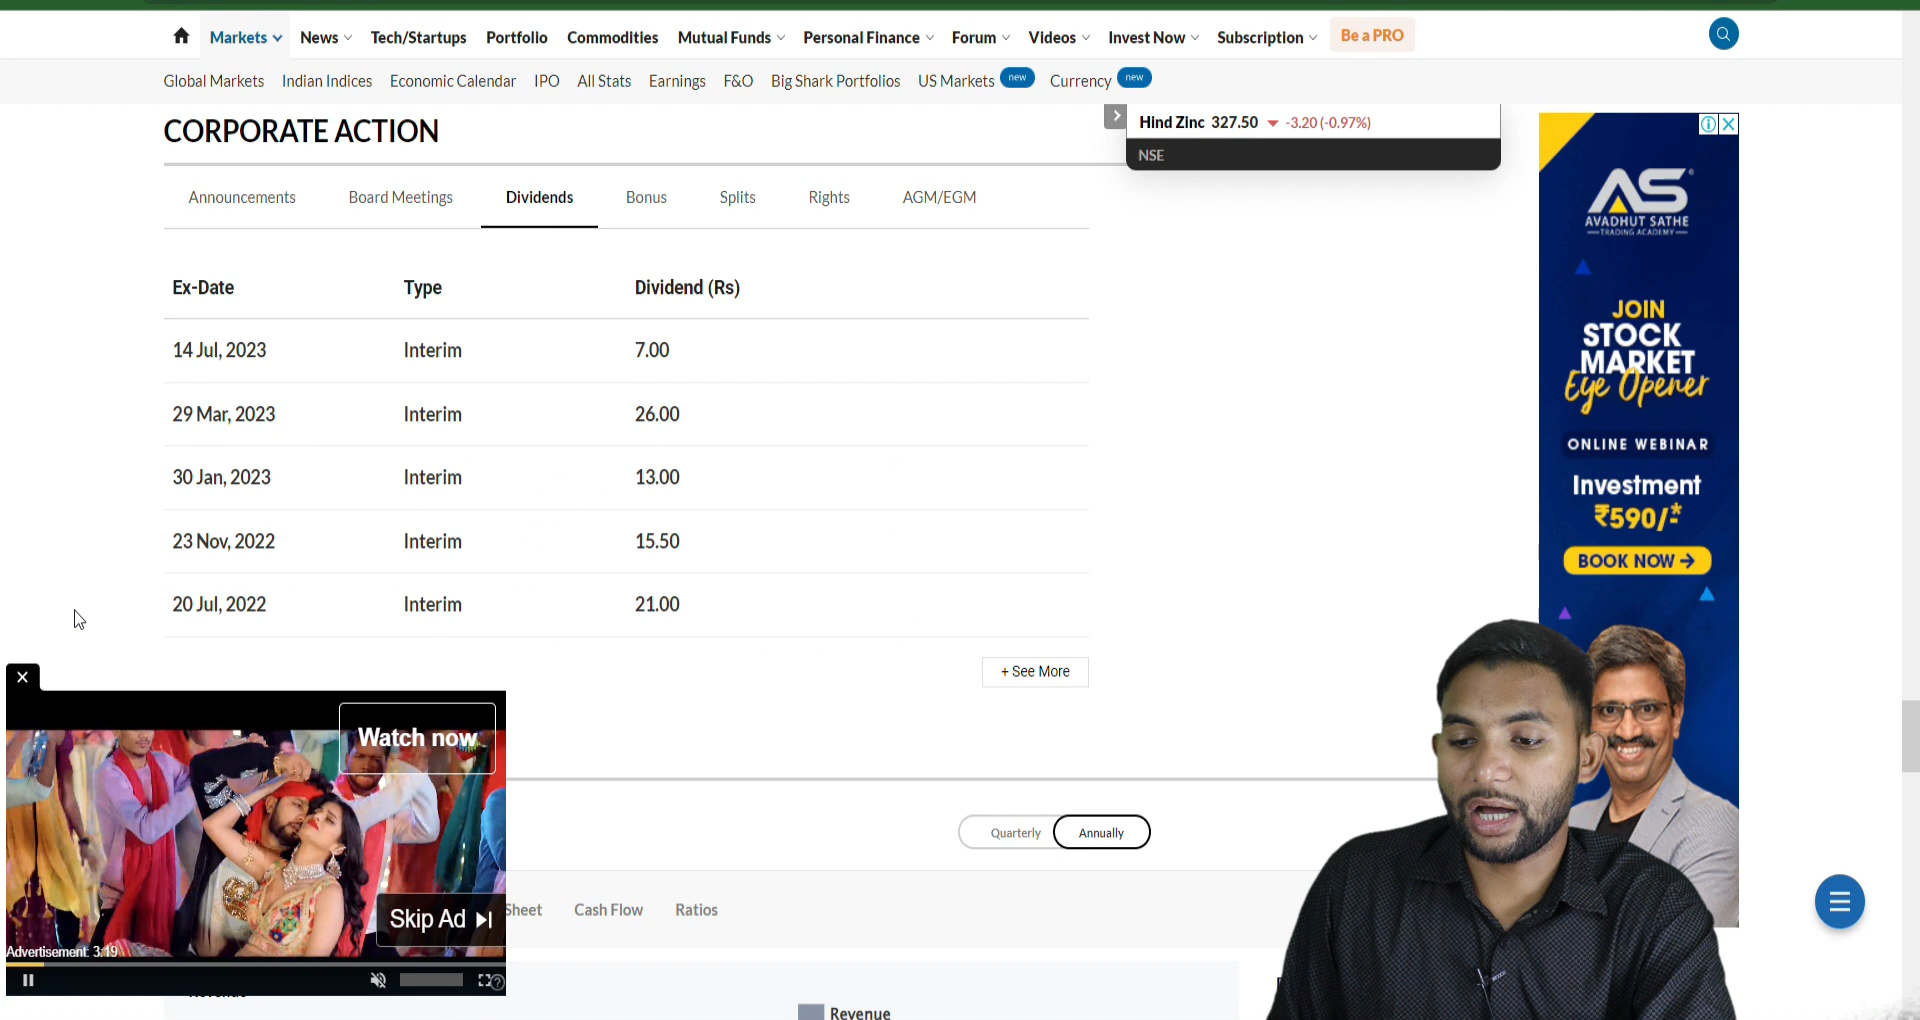 Markets News Tech/Startups Portfolio Commodities Mutual Funds Personal Finance Forum Videos Invest Now Subscription Be a PRO
Global Markets Indian Indices Economic Calendar IPO All Stats Earnings F&O Big Shark Portfolios US Markets new Currency new
CORPORATE ACTION
Hind Zinc 327.50 -3.20 (-0.97%)
NSE
Announcements Board Meetings Dividends Bonus Splits Rights AGM/EGM
Ex-Date Type Dividend (Rs)
14 Jul, 2023 Interim 7.00
29 Mar, 2023 Interim 26.00
30 Jan, 2023 Interim 13.00
23 Nov, 2022 Interim 15.50
20 Jul, 2022 Interim 21.00
+ See More
Quarterly Annually
Sheet Cash Flow Ratios
Revenue
Watch now
Skip Ad
Advertisement: 3:19
AS
AVADHUT SATHE
TRADING ACADEMY
JOIN
STOCK
MARKET
Eye Opener
ONLINE WEBINAR
Investment
₹590/-*
BOOK NOW →